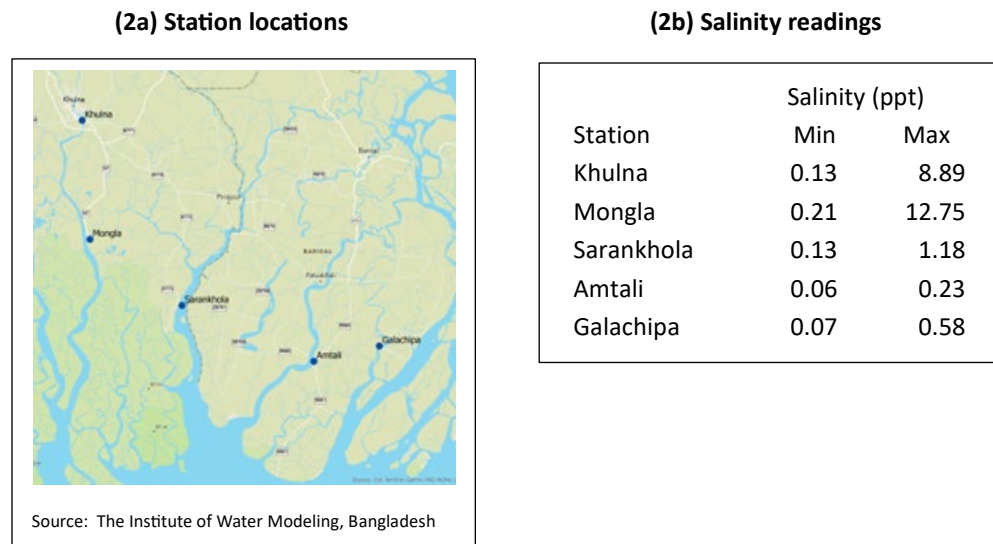 (2a) Station locations
Khulna
Khulna
Barisal
Mongla
BARISAL
Sarankhola
Galachipa
Amtali
Source: The Institute of Water Modeling, Bangladesh
(2b) Salinity readings
Salinity (ppt)
Station Min Max
Khulna 0.13 8.89
Mongla 0.21 12.75
Sarankhola 0.13 1.18
Amtali 0.06 0.23
Galachipa 0.07 0.58